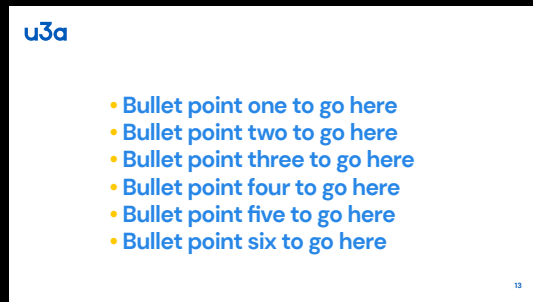 u3a
• Bullet point one to go here
• Bullet point two to go here
• Bullet point three to go here
• Bullet point four to go here
• Bullet point five to go here
• Bullet point six to go here
13